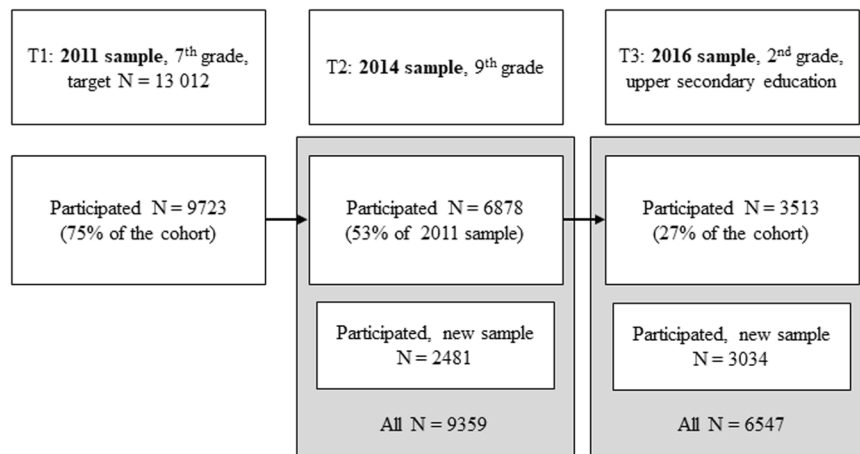 T1: 2011 sample, 7th grade,
target N = 13 012
T2: 2014 sample, 9th grade
T3: 2016 sample, 2nd grade,
upper secondary education
Participated N = 9723
(75% of the cohort)
Participated N = 6878
(53% of 2011 sample)
Participated N = 3513
(27% of the cohort)
Participated, new sample
N = 2481
Participated, new sample
N = 3034
All N = 9359
All N = 6547